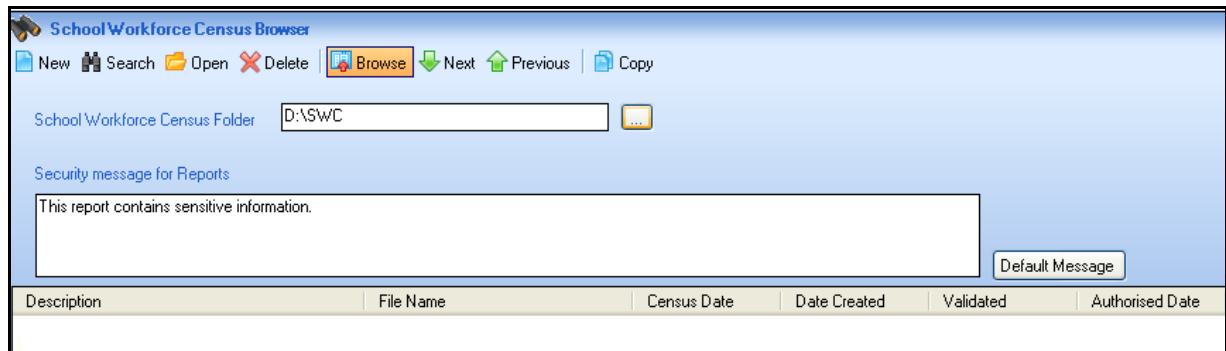 School Workforce Census Browser
New Search Open Delete Browse Next Previous Copy
School Workforce Census Folder D:\SWC ...
Security message for Reports
This report contains sensitive information.
Default Message
Description File Name Census Date Date Created Validated Authorised Date